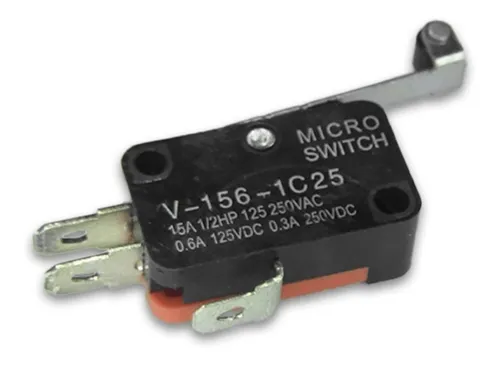 MICRO
SWITCH
V-156-1C25
15A 1/2HP 125 250VAC
0.6A 125VDC 0.3A 250VDC